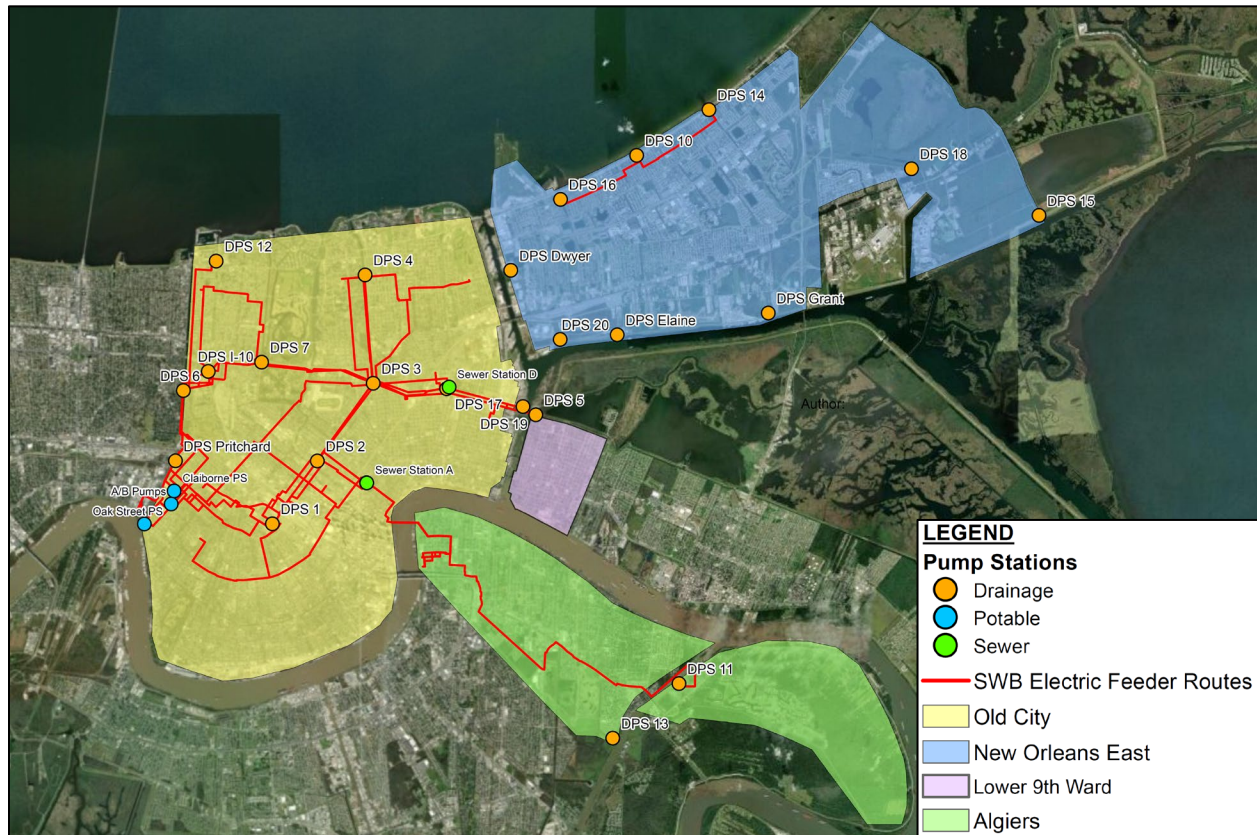 DPS 14
DPS 10
DPS 18
DPS 16
DPS 15
DPS 12
DPS Dwyer
DPS 4
DPS Grant
DPS 20
DPS Elaine
DPS 7
DPS I-10
DPS 6
DPS 3
Sewer Station D
DPS 17
DPS 5
DPS 19
Author:
DPS Pritchard
DPS 2
Claiborne PS
Sewer Station A
A/B Pumps
Oak Street PS
DPS 1
DPS 11
DPS 13
LEGEND
Pump Stations
Drainage
Potable
Sewer
SWB Electric Feeder Routes
Old City
New Orleans East
Lower 9th Ward
Algiers